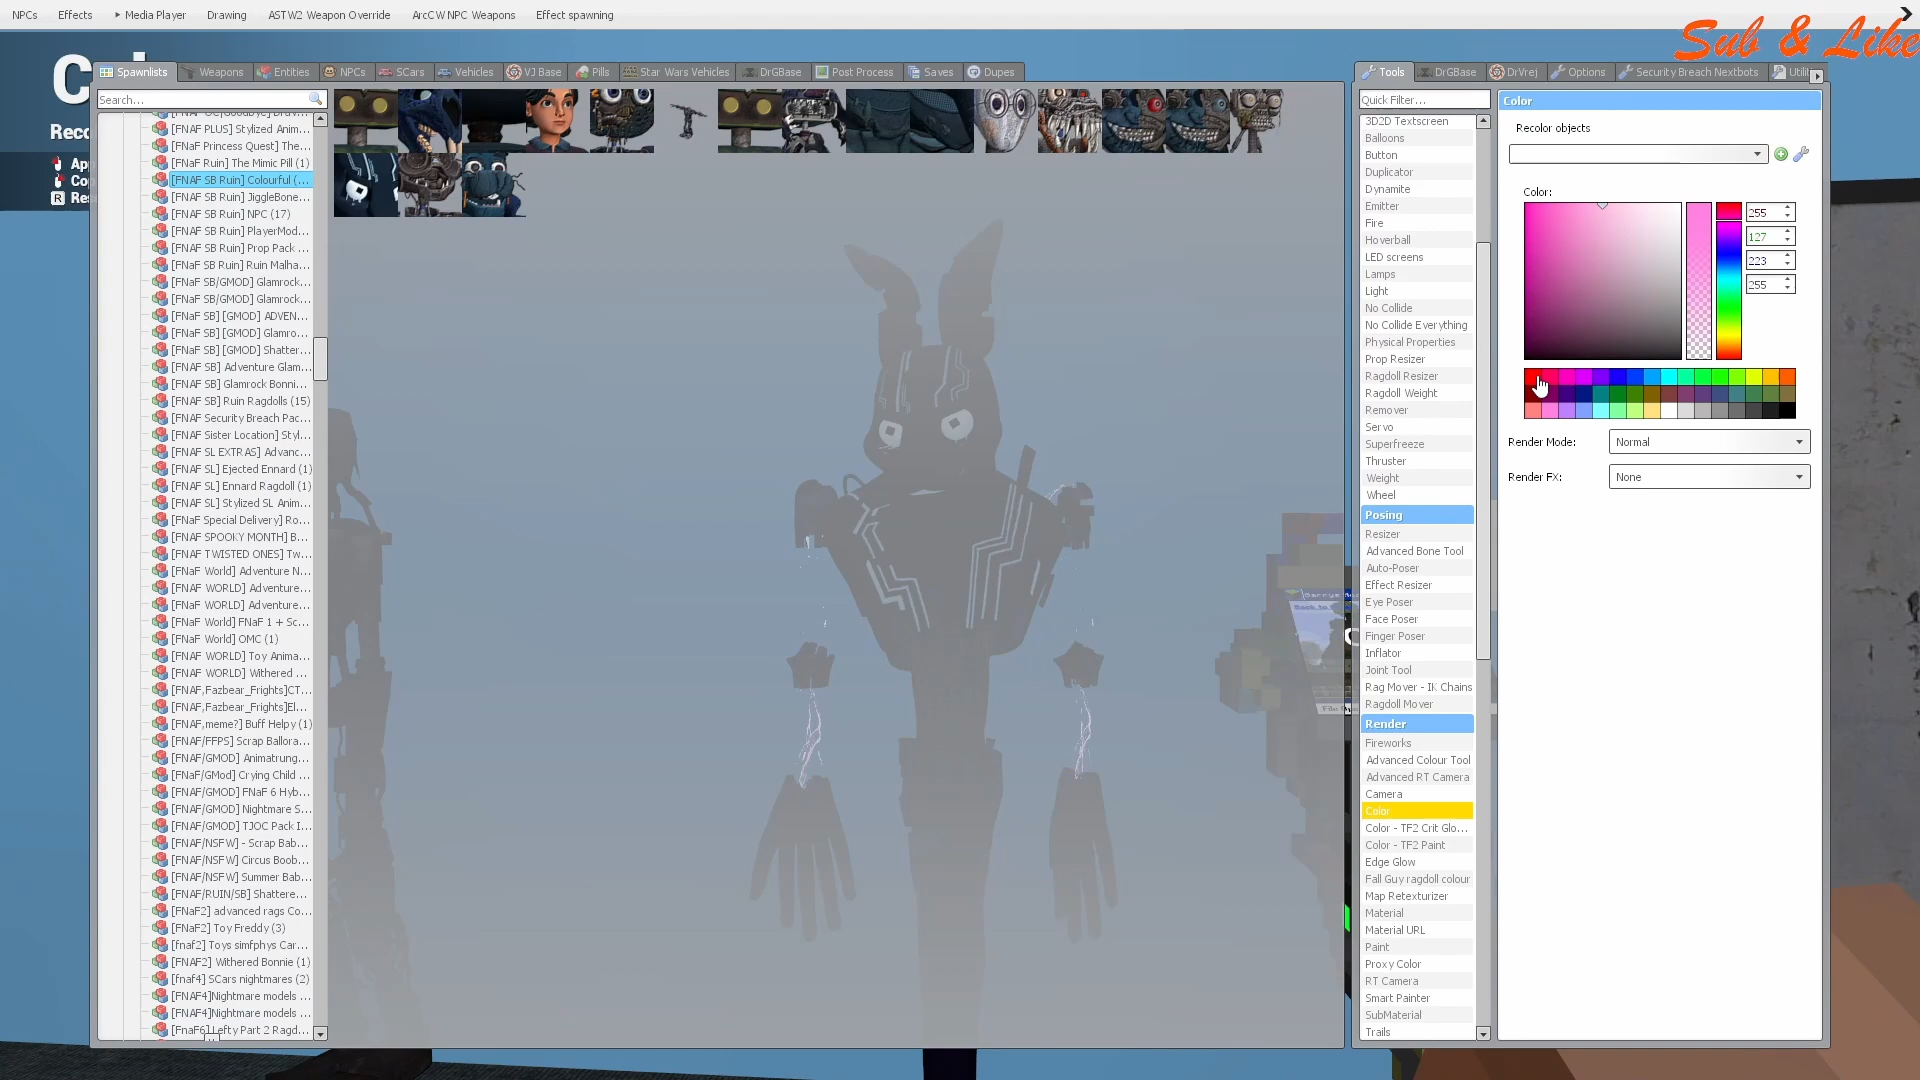 NPCs Effects Media Player Drawing ASTW2 Weapon Override ArcCW NPC Weapons Effect spawning
Sub & Like
Spawnlists Weapons Entities NPCs SCars Vehicles VJ Base Pills Star Wars Vehicles DrGBase Post Process Saves Dupes
Search...
[FNAF PLUS] Stylized Anim...
[FNaF Princess Quest] The...
[FNAF Ruin] The Mimic Pill (1)
[FNAF SB Ruin] Colourful (...
[FNAF SB Ruin] JiggleBone...
[FNAF SB Ruin] NPC (17)
[FNAF SB Ruin] PlayerMod...
[FNAF SB Ruin] Prop Pack ...
[FNaF SB Ruin] Ruin Malha...
[FNaF SB/GMOD] Glamrock...
[FNaF SB/GMOD] Glamrock...
[FNaF SB] [GMOD] ADVEN...
[FNaF SB] [GMOD] Glamro...
[FNaF SB] [GMOD] Shatter...
[FNAF SB] Adventure Glam...
[FNAF SB] Glamrock Bonni...
[FNAF SB] Ruin Ragdolls (15)
[FNAF Security Breach Pac...
[FNAF Sister Location] Styl...
[FNAF SL EXTRAS] Advanc...
[FNAF SL] Ejected Ennard (1)
[FNAF SL] Ennard Ragdoll (1)
[FNAF SL] Stylized SL Anim...
[FNaF Special Delivery] Ro...
[FNAF SPOOKY MONTH] B...
[FNAF TWISTED ONES] Tw...
[FNaF World] Adventure N...
[FNAF WORLD] Adventure...
[FNaF WORLD] Adventure...
[FNaF World] FNaF 1 + Sc...
[FNaF World] OMC (1)
[FNAF WORLD] Toy Anima...
[FNAF WORLD] Withered ...
[FNAF,Fazbear_Frights]CT...
[FNAF,Fazbear_Frights]El...
[FNAF,meme?] Buff Helpy (1)
[FNAF/FFPS] Scrap Ballora...
[FNAF/GMOD] Animatrung...
[FNaF/GMod] Crying Child ...
[FNAF/GMOD] FNaF 6 Hyb...
[FNAF/GMOD] Nightmare S...
[FNAF/GMOD] TJOC Pack I...
[FNAF/NSFW] - Scrap Bab...
[FNAF/NSFW] Circus Boob...
[FNAF/NSFW] Summer Bab...
[FNAF/RUIN/SB] Shattere...
[FNaF2] advanced rags Co...
[FNaF2] Toy Freddy (3)
[fnaf2] Toys simfphys Car...
[FNAF2] Withered Bonnie (1)
[fnaf4] SCars nightmares (2)
[FNAF4]Nightmare models ...
[FNAF4]Nightmare models ...
[FnaF6] Lefty Part 2 Ragd...
Tools DrGBase DrVrej Options Security Breach Nextbots Utilit
Quick Filter...
3D2D Textscreen
Balloons
Button
Duplicator
Dynamite
Emitter
Fire
Hoverball
LED screens
Lamps
Light
No Collide
No Collide Everything
Physical Properties
Prop Resizer
Ragdoll Resizer
Ragdoll Weight
Remover
Servo
Superfreeze
Thruster
Weight
Wheel
Posing
Resizer
Advanced Bone Tool
Auto-Poser
Effect Resizer
Eye Poser
Face Poser
Finger Poser
Inflator
Joint Tool
Rag Mover - IK Chains
Ragdoll Mover
Render
Fireworks
Advanced Colour Tool
Advanced RT Camera
Camera
Color
Color - TF2 Crit Glo...
Color - TF2 Paint
Edge Glow
Fall Guy ragdoll colour
Map Retexturizer
Material
Material URL
Paint
Proxy Color
RT Camera
Smart Painter
SubMaterial
Trails
Color
Recolor objects
Color:
255
127
223
255
Render Mode: Normal
Render FX: None
R